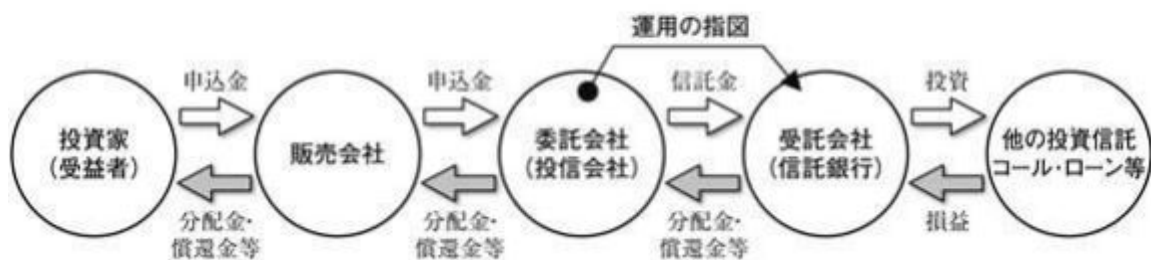 運用の指図
申込金
申込金
信託金
投資
投資家
(受益者)
販売会社
委託会社
(投信会社)
受託会社
(信託銀行)
他の投資信託
コール・ローン等
分配金・
償還金等
分配金・
償還金等
分配金・
償還金等
損益